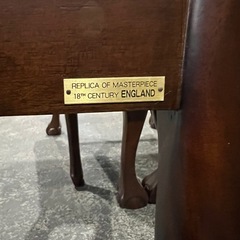 REPLICA OF MASTERPIECE
18TH CENTURY ENGLAND